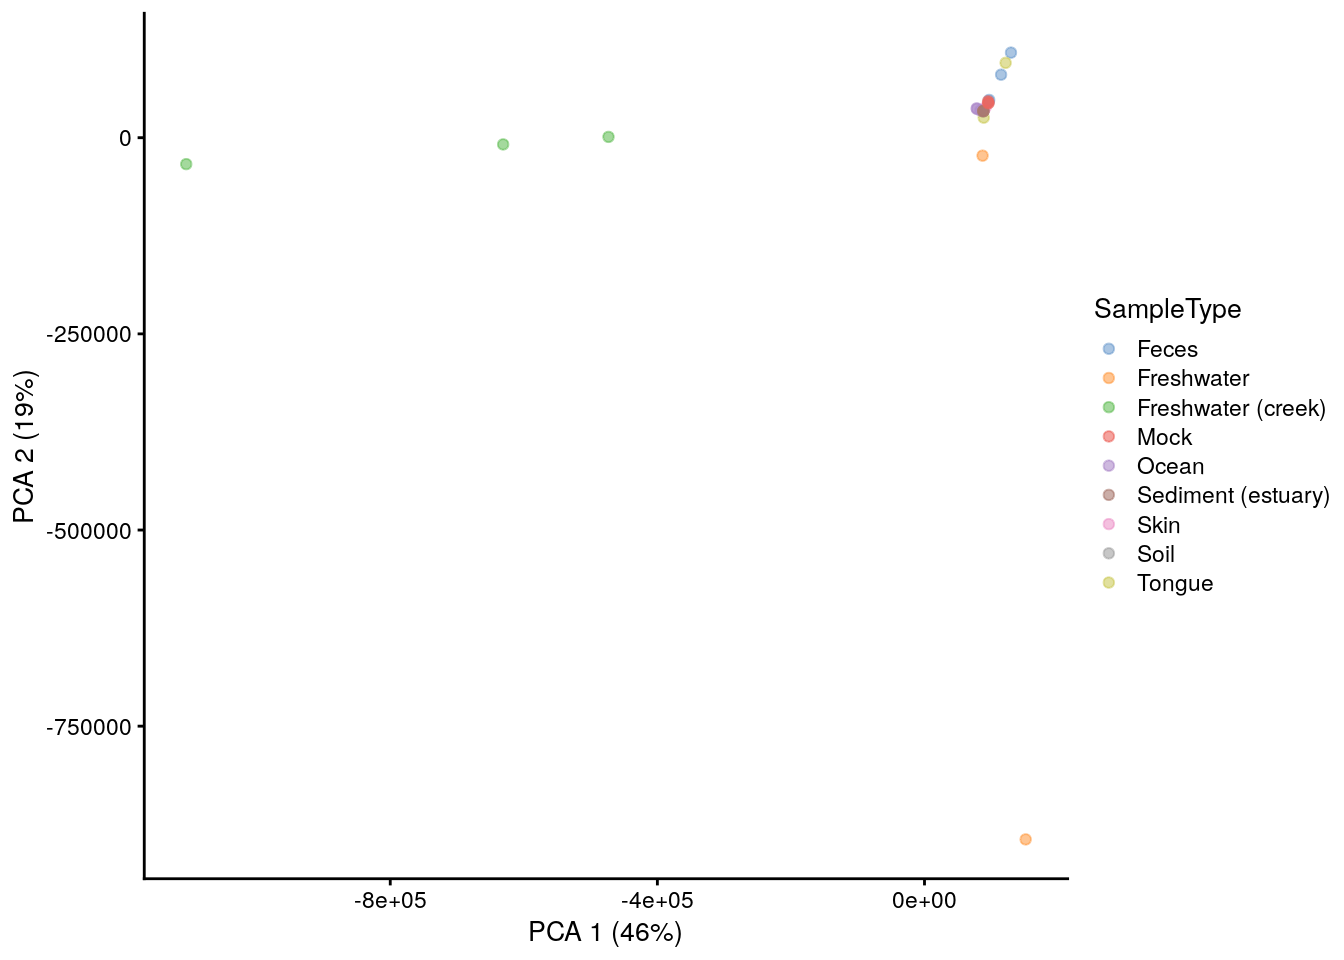 0
-250000
-500000
-750000
PCA 2 (19%)
-8e+05
-4e+05
0e+00
PCA 1 (46%)
SampleType
Feces
Freshwater
Freshwater (creek)
Mock
Ocean
Sediment (estuary)
Skin
Soil
Tongue